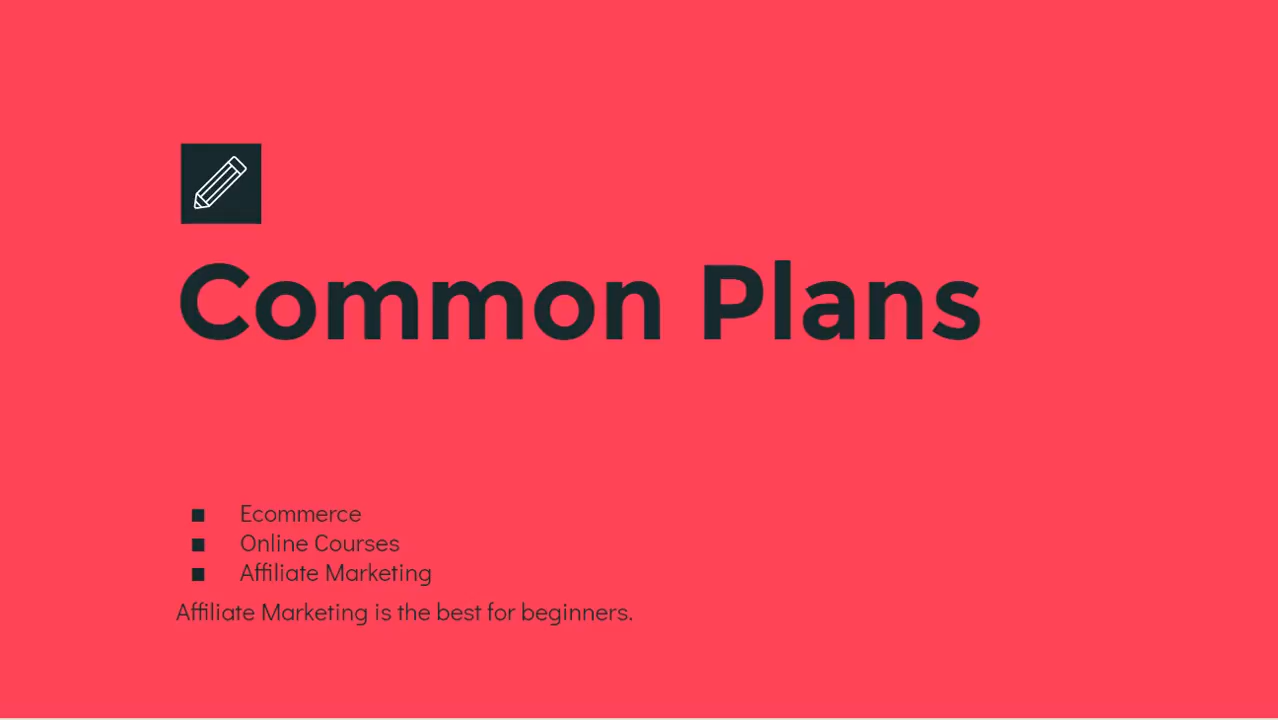 Common Plans
■ Ecommerce
■ Online Courses
■ Affiliate Marketing
Affiliate Marketing is the best for beginners.